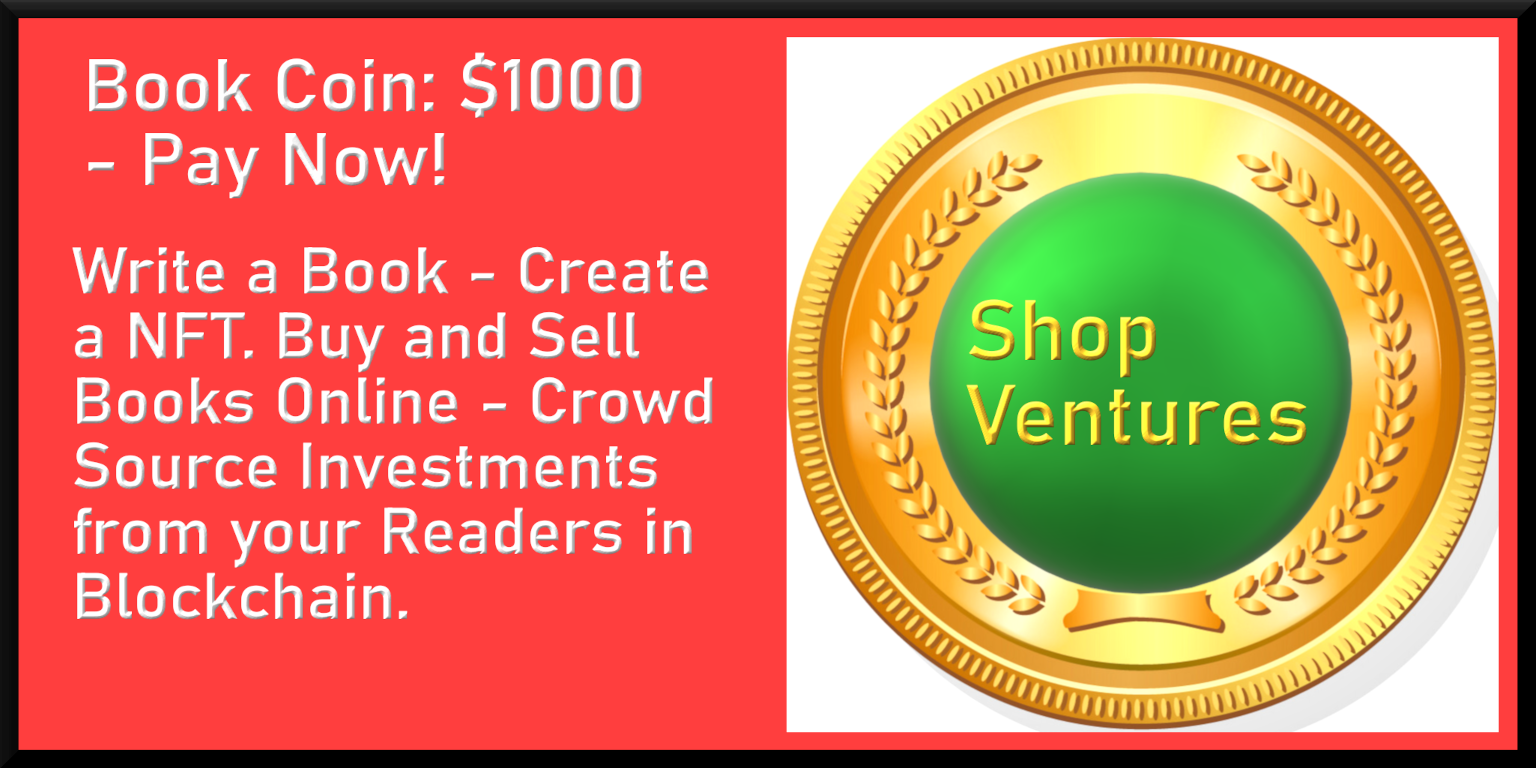 Book Coin: $1000
- Pay Now!
Write a Book - Create
a NFT. Buy and Sell
Books Online - Crowd
Source Investments
from your Readers in
Blockchain.
Shop
Ventures